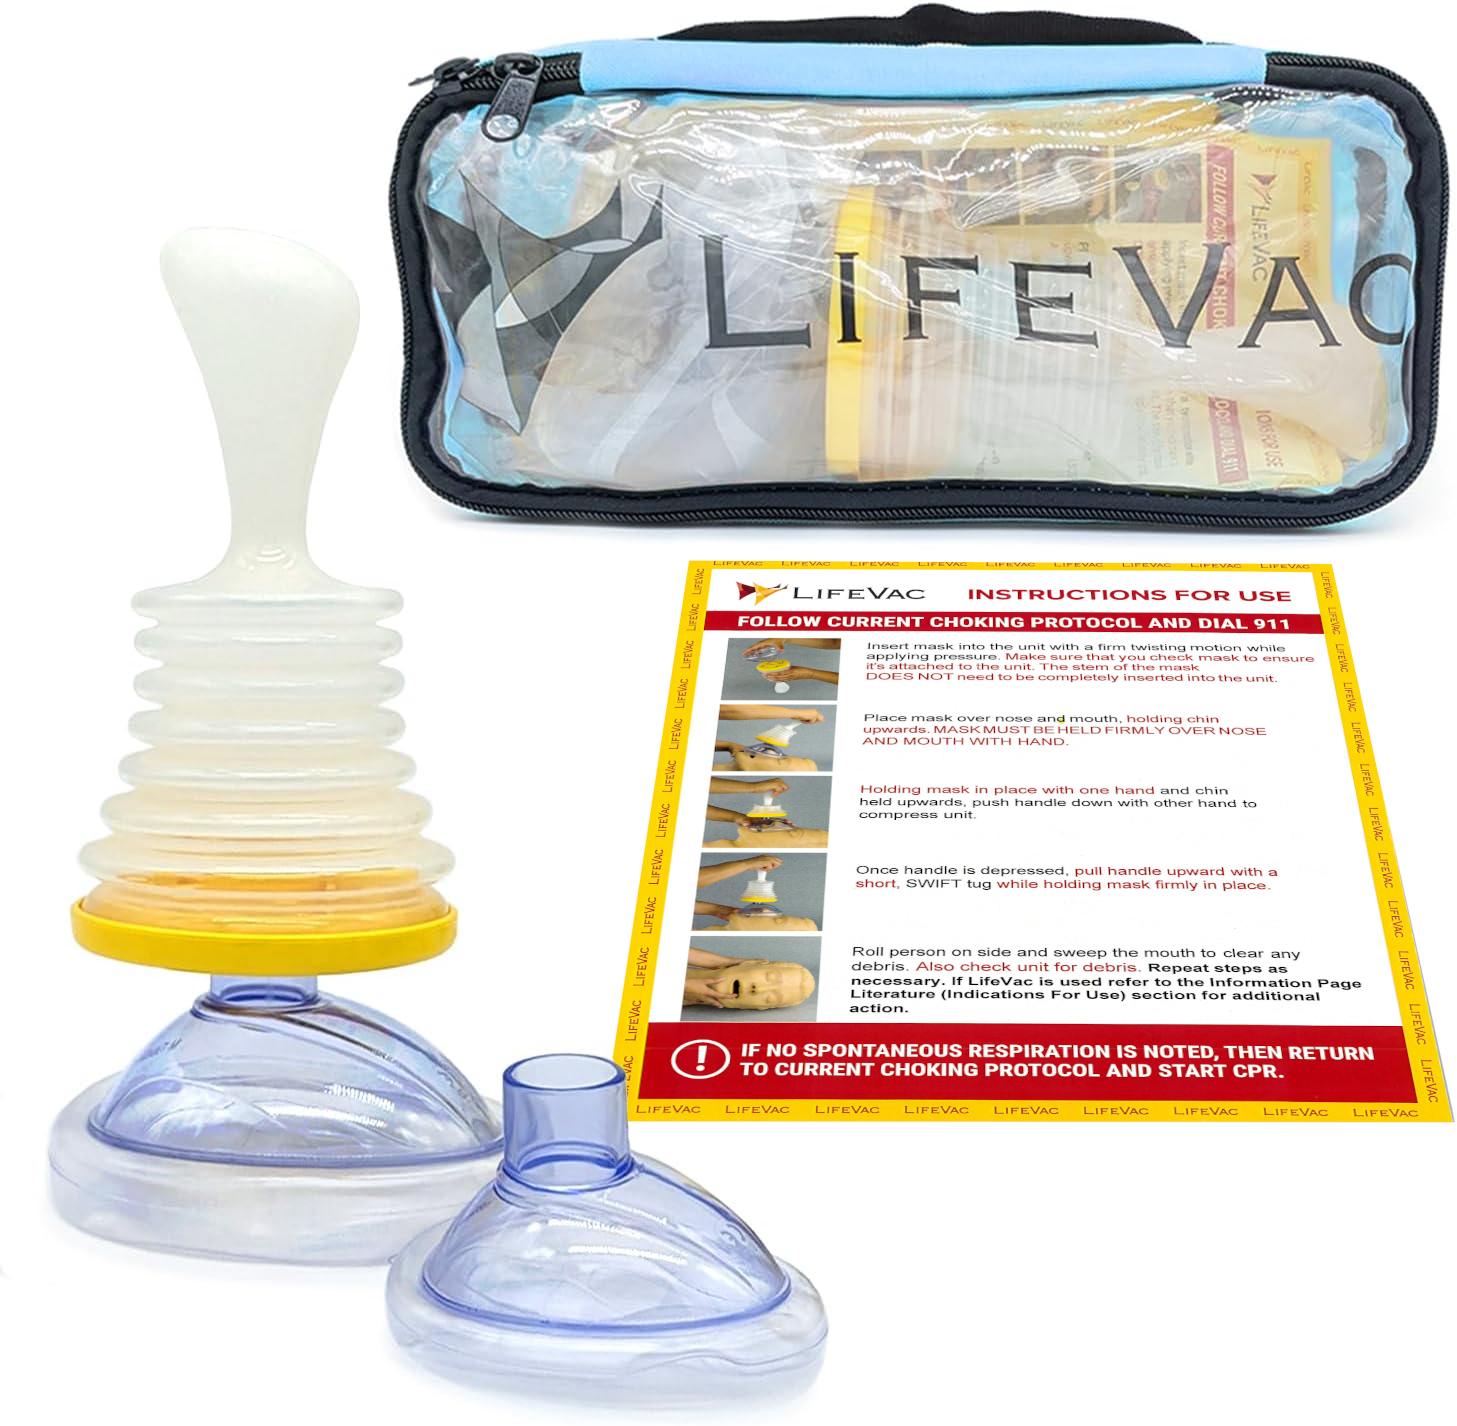 LIFEVAC
LIFEVAC INSTRUCTIONS FOR USE
FOLLOW CURRENT CHOKING PROTOCOL AND DIAL 911
Insert mask into the unit with a firm twisting motion while
applying pressure. Make sure that you check mask to ensure
it's attached to the unit. The stem of the mask
DOES NOT need to be completely inserted into the unit.
Place mask over nose and mouth, holding chin
upwards. MASK MUST BE HELD FIRMLY OVER NOSE
AND MOUTH WITH HAND.
Holding mask in place with one hand and chin
held upwards, push handle down with other hand to
compress unit.
Once handle is depressed, pull handle upward with a
short, SWIFT tug while holding mask firmly in place.
Roll person on side and sweep the mouth to clear any
debris. Also check unit for debris. Repeat steps as
necessary. If LifeVac is used refer to the Information Page
Literature (Indications For Use) section for additional
action.
! IF NO SPONTANEOUS RESPIRATION IS NOTED, THEN RETURN
TO CURRENT CHOKING PROTOCOL AND START CPR.
LIFEVAC LIFEVAC LIFEVAC LIFEVAC LIFEVAC LIFEVAC LIFEVAC LIFEVAC LIFEVAC